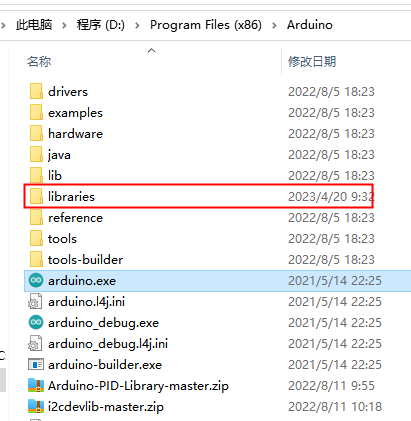 此电脑 › 程序 (D:) › Program Files (x86) › Arduino
名称 修改日期
drivers 2022/8/5 18:23
examples 2022/8/5 18:23
hardware 2022/8/5 18:23
java 2022/8/5 18:23
lib 2022/8/5 18:23
libraries 2023/4/20 9:32
reference 2022/8/5 18:23
tools 2022/8/5 18:23
tools-builder 2022/8/5 18:23
arduino.exe 2021/5/14 22:25
arduino.l4j.ini 2021/5/14 22:25
arduino_debug.exe 2021/5/14 22:25
arduino_debug.l4j.ini 2021/5/14 22:25
arduino-builder.exe 2021/5/14 22:25
Arduino-PID-Library-master.zip 2022/8/11 9:55
i2cdevlib-master.zip 2022/8/11 10:18